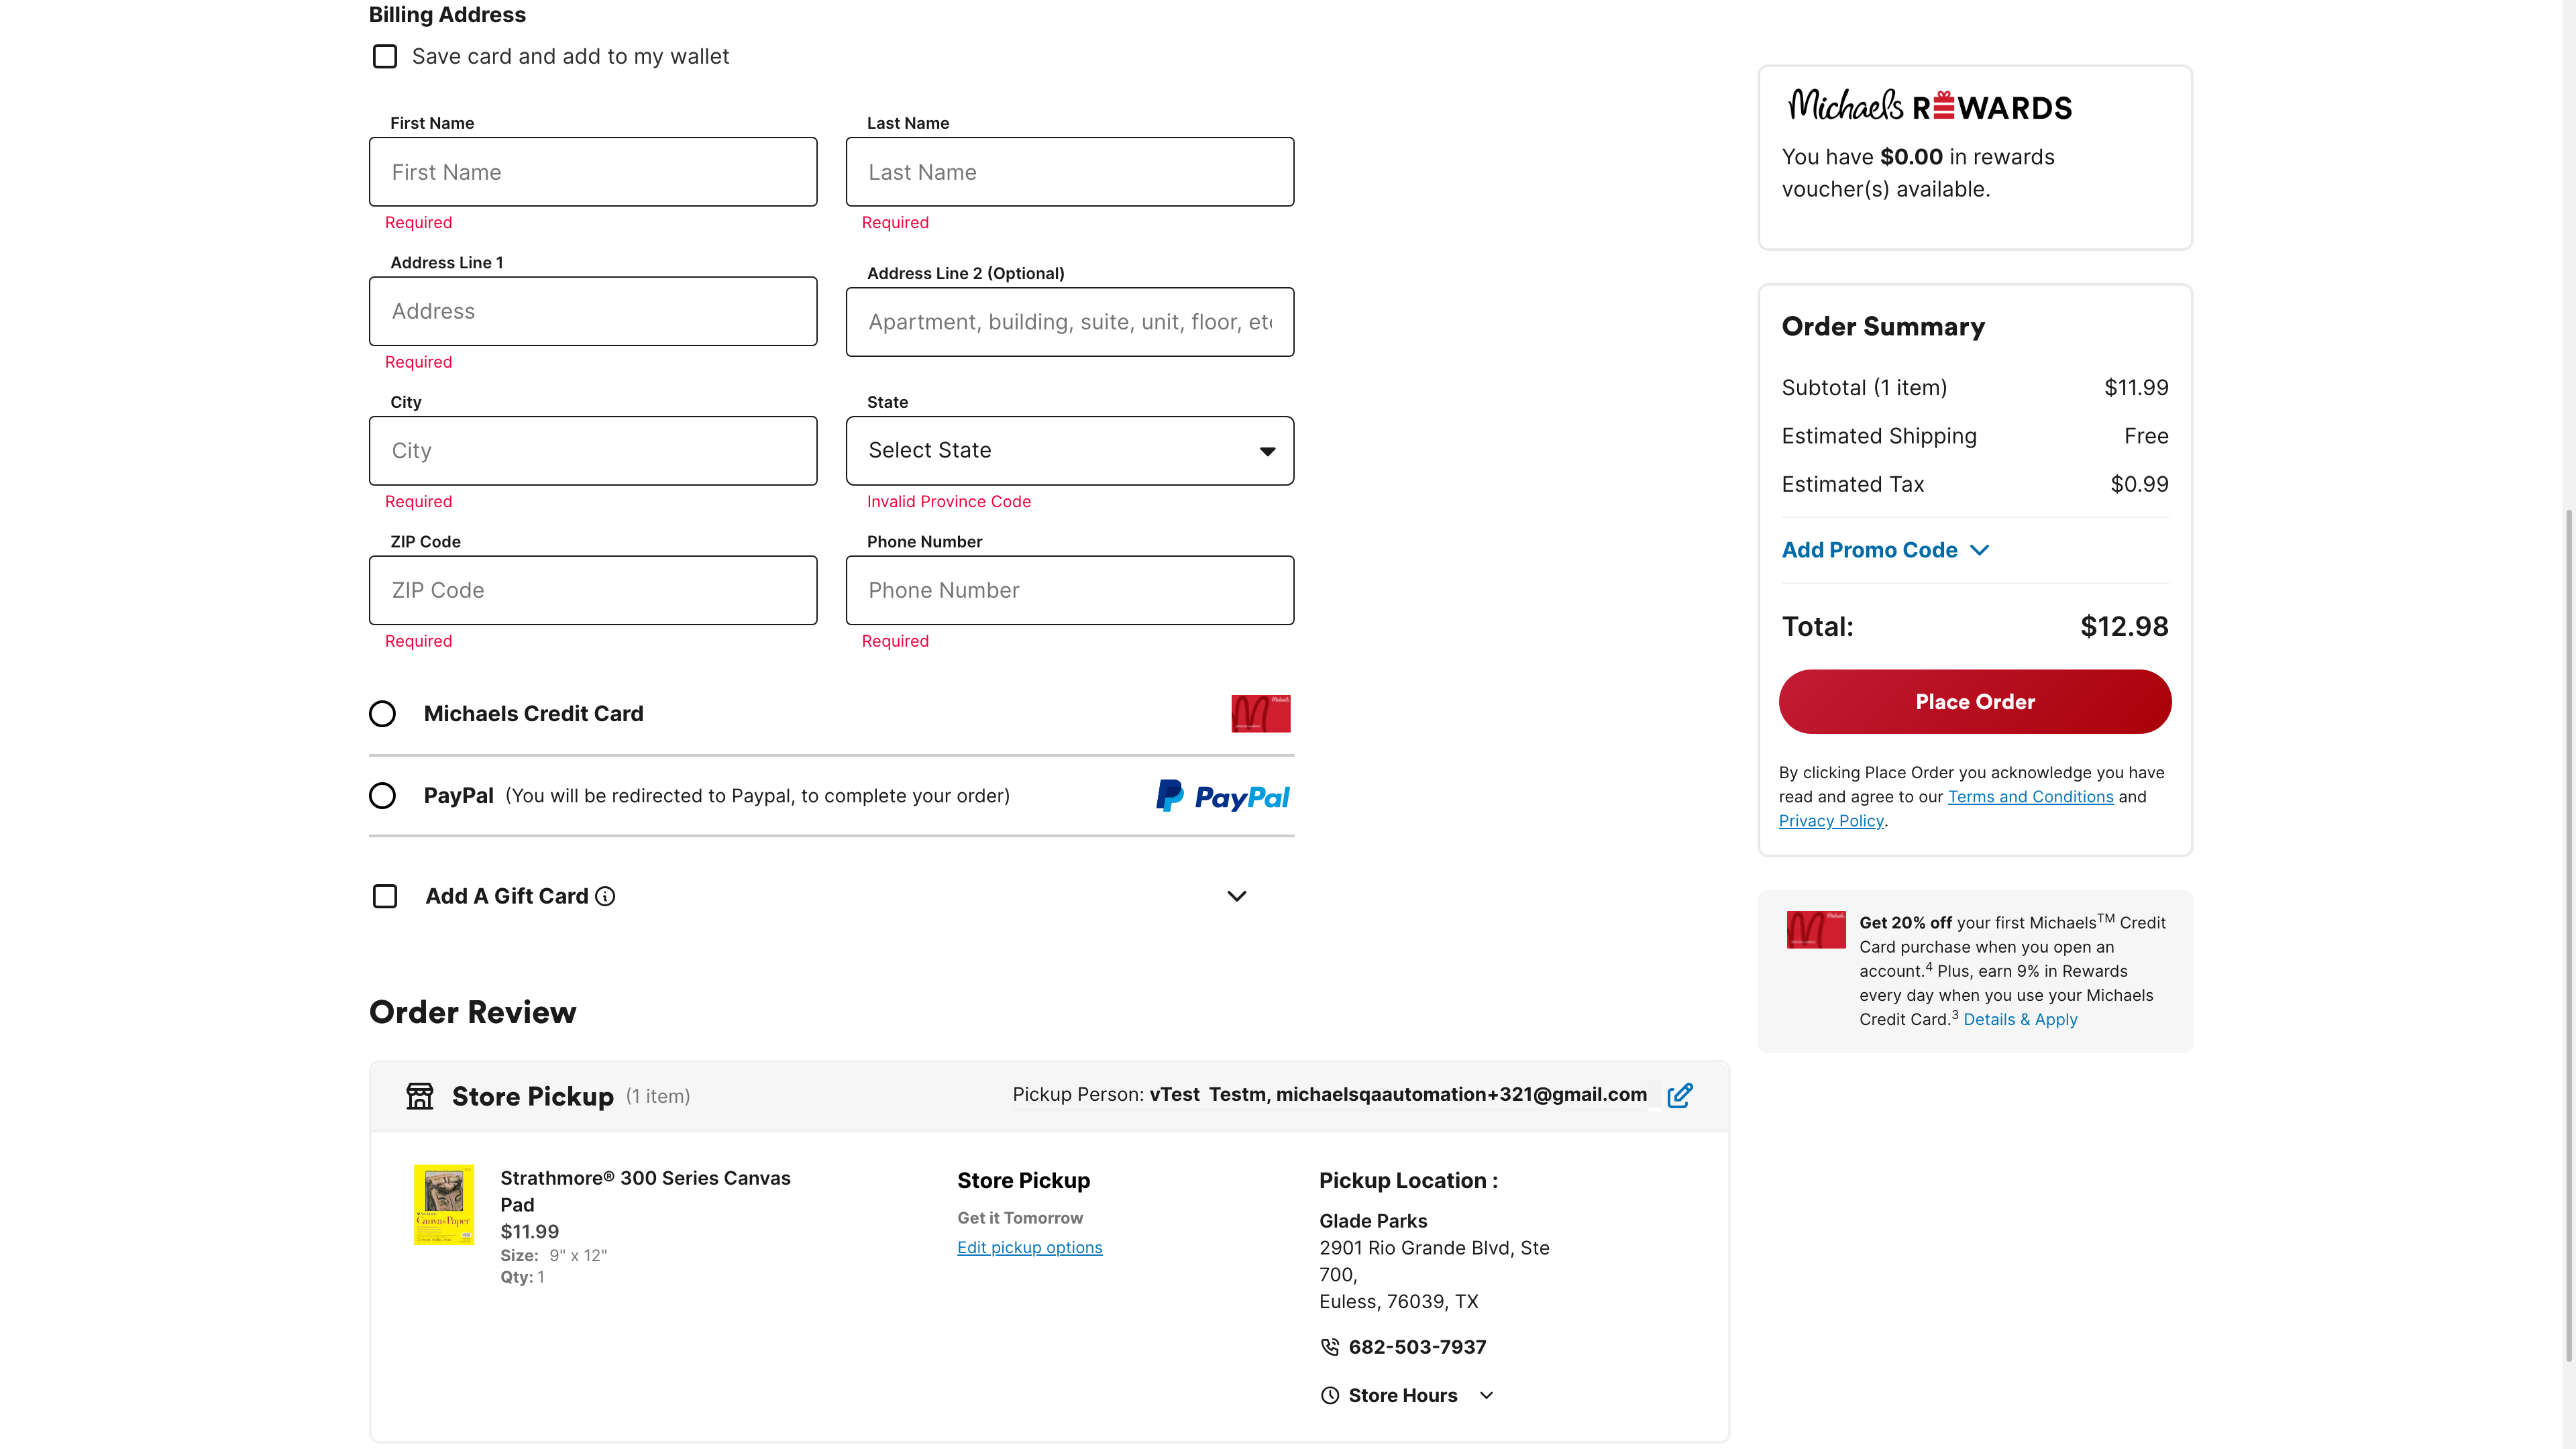 Billing Address
Save card and add to my wallet
First Name
Last Name
First Name
Last Name
Required
Required
Address Line 1
Address Line 2 (Optional)
Address
Apartment, building, suite, unit, floor, etc
Required
City
State
City
Select State
Required
Invalid Province Code
ZIP Code
Phone Number
ZIP Code
Phone Number
Required
Required
Michaels Credit Card
PayPal (You will be redirected to Paypal, to complete your order)
PayPal
Add A Gift Card
Order Review
Store Pickup (1 item)
Pickup Person: vTest Testm, michaelsqaautomation+321@gmail.com
Canvas Paper
Strathmore® 300 Series Canvas
Pad
$11.99
Size: 9" x 12"
Qty: 1
Store Pickup
Get it Tomorrow
Edit pickup options
Pickup Location :
Glade Parks
2901 Rio Grande Blvd, Ste
700,
Euless, 76039, TX
682-503-7937
Store Hours
Michaels REWARDS
You have $0.00 in rewards
voucher(s) available.
Order Summary
Subtotal (1 item) $11.99
Estimated Shipping Free
Estimated Tax $0.99
Add Promo Code
Total: $12.98
Place Order
By clicking Place Order you acknowledge you have
read and agree to our Terms and Conditions and
Privacy Policy.
Get 20% off your first Michaels™ Credit
Card purchase when you open an
account.⁴ Plus, earn 9% in Rewards
every day when you use your Michaels
Credit Card.³ Details & Apply